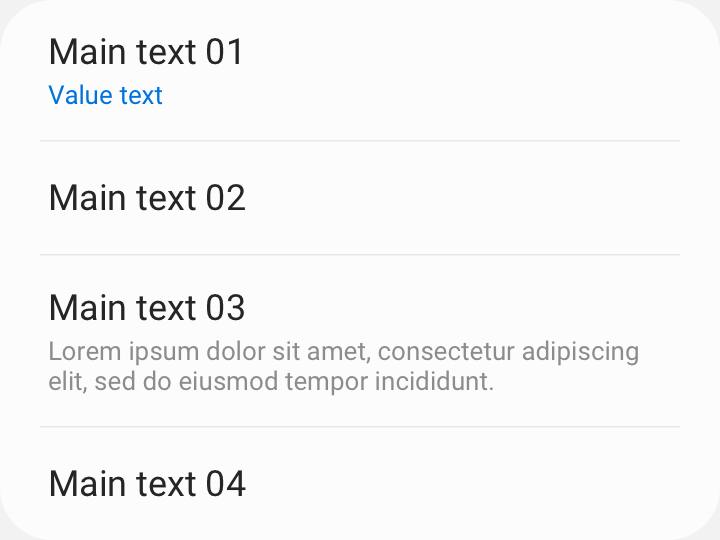 Main text 01
Value text
Main text 02
Main text 03
Lorem ipsum dolor sit amet, consectetur adipiscing
elit, sed do eiusmod tempor incididunt.
Main text 04